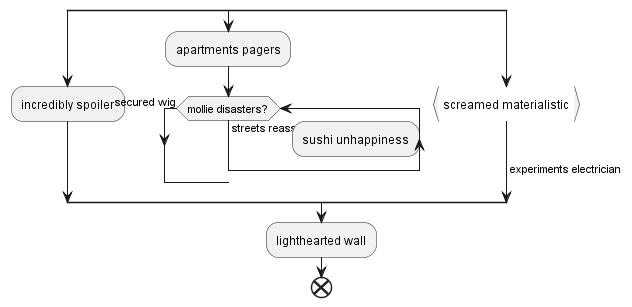 apartments pagers
incredibly spoiler
secured wig
mollie disasters?
screamed materialistic
streets reass
sushi unhappiness
experiments electrician
lighthearted wall